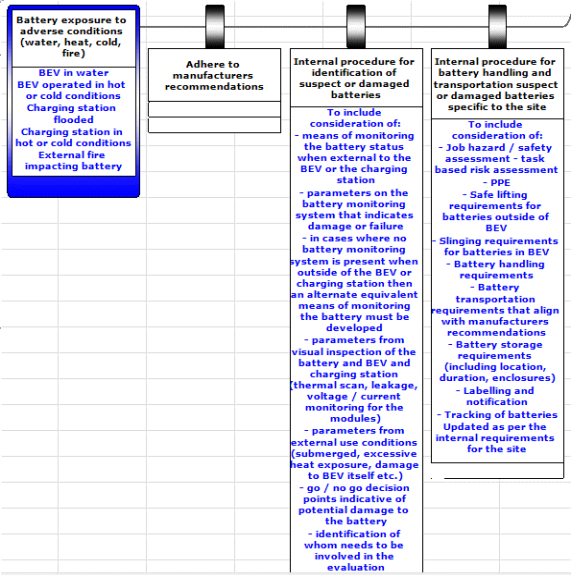 Battery exposure to
adverse conditions
(water, heat, cold,
fire)
BEV in water
BEV operated in hot
or cold conditions
Charging station
flooded
Charging station in
hot or cold conditions
External fire
impacting battery
Adhere to
manufacturers
recommendations
Internal procedure for
identification of
suspect or damaged
batteries
To include
consideration of:
- means of monitoring
the battery status
when external to the
BEV or the charging
station
- parameters on the
battery monitoring
system that indicates
damage or failure
- in cases where no
battery monitoring
system is present when
outside of the BEV or
charging station then
an alternate equivalent
means of monitoring
the battery must be
developed
- parameters from
visual inspection of the
battery and BEV and
charging station
(thermal scan, leakage,
voltage / current
monitoring for the
modules)
- parameters from
external use conditions
(submerged, excessive
heat exposure, damage
to BEV itself etc.)
- go / no go decision
points indicative of
potential damage to
the battery
- identification of
whom needs to be
involved in the
evaluation
Internal procedure for
battery handling and
transportation suspect
or damaged batteries
specific to the site
To include
consideration of:
- Job hazard / safety
assessment - task
based risk assessment
- PPE
- Safe lifting
requirements for
batteries outside of
BEV
- Slinging requirements
for batteries in BEV
- Battery handling
requirements
- Battery
transportation
requirements that align
with manufacturers
recommendations
- Battery storage
requirements
(including location,
duration, enclosures)
- Labelling and
notification
- Tracking of batteries
Updated as per the
internal requirements
for the site